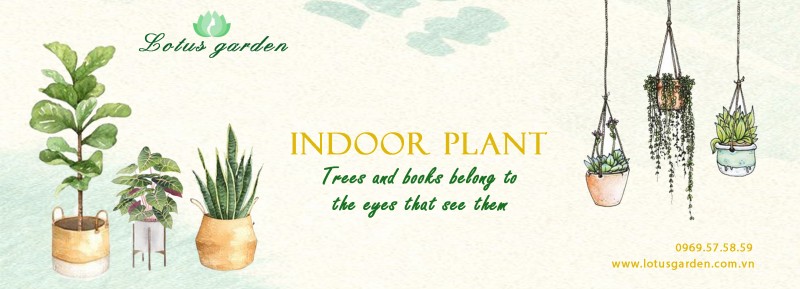 Lotus garden
INDOOR PLANT
Trees and books belong to
the eyes that see them
0969.57.58.59
www.lotusgarden.com.vn